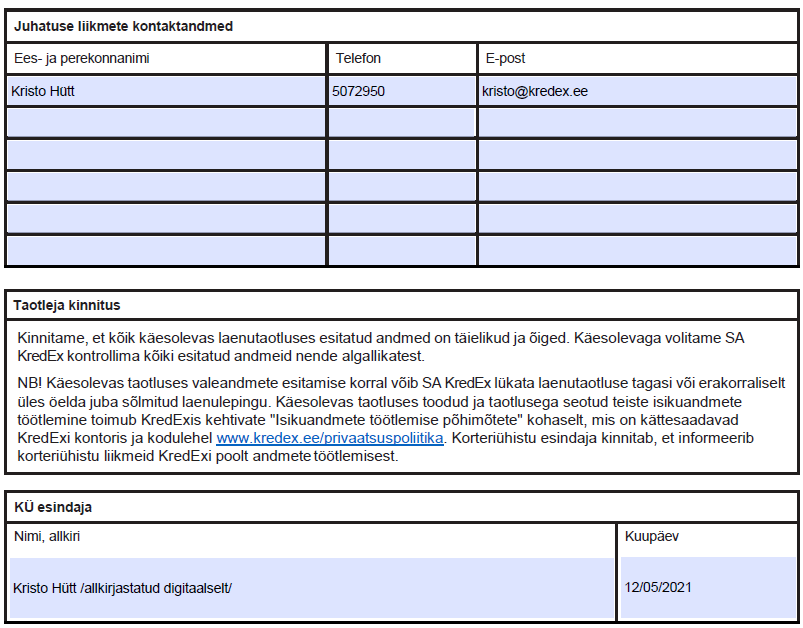 Juhatuse liikmete kontaktandmed
Ees- ja perekonnanimi Telefon E-post
Kristo Hütt 5072950 kristo@kredex.ee
Taotleja kinnitus
Kinnitame, et kõik käesolevas laenutaotluses esitatud andmed on täielikud ja õiged. Käesolevaga volitame SA
KredEx kontrollima kõiki esitatud andmeid nende algallikatest.
NB! Käesolevas taotluses valeandmete esitamise korral võib SA KredEx lükata laenutaotluse tagasi või erakorraliselt
üles öelda juba sõlmitud laenulepingu. Käesolevas taotluses toodud ja taotlusega seotud teiste isikuandmete
töötlemine toimub KredExis kehtivate "Isikuandmete töötlemise põhimõtete" kohaselt, mis on kättesaadavad
KredExi kontoris ja kodulehel www.kredex.ee/privaatsuspoliitika. Korteriühistu esindaja kinnitab, et informeerib
korteriühistu liikmeid KredExi poolt andmete töötlemisest.
KÜ esindaja
Nimi, allkiri Kuupäev
Kristo Hütt /allkirjastatud digitaalselt/ 12/05/2021